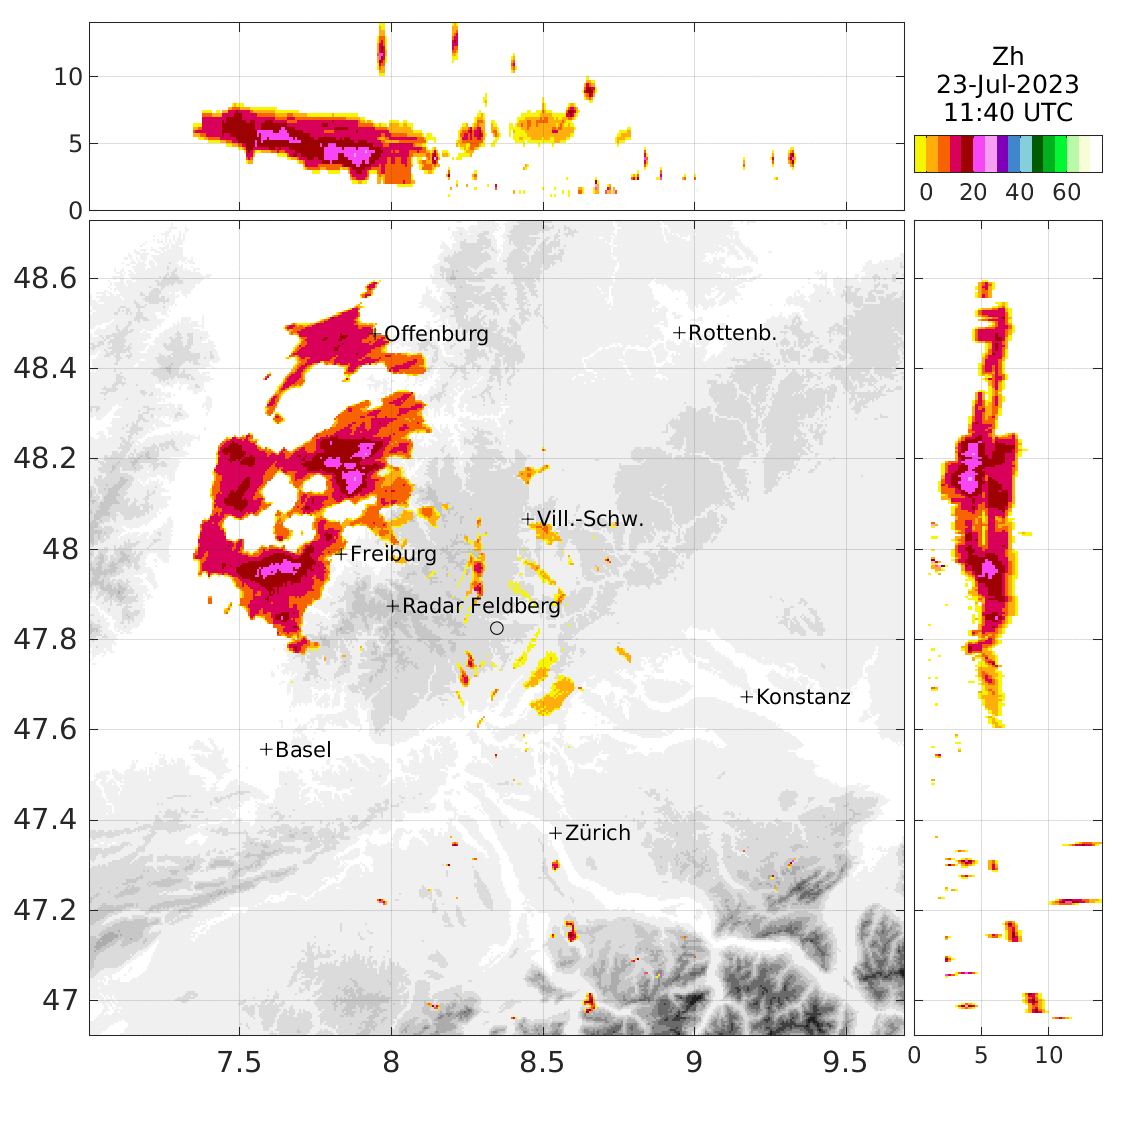 10
5
0
Zh
23-Jul-2023
11:40 UTC
0 20 40 60
48.6
48.4
48.2
48
47.8
47.6
47.4
47.2
47
Offenburg
Rottenb.
Vill.-Schw.
Freiburg
Radar Feldberg
Konstanz
Basel
Zürich
7.5 8 8.5 9 9.5
0 5 10